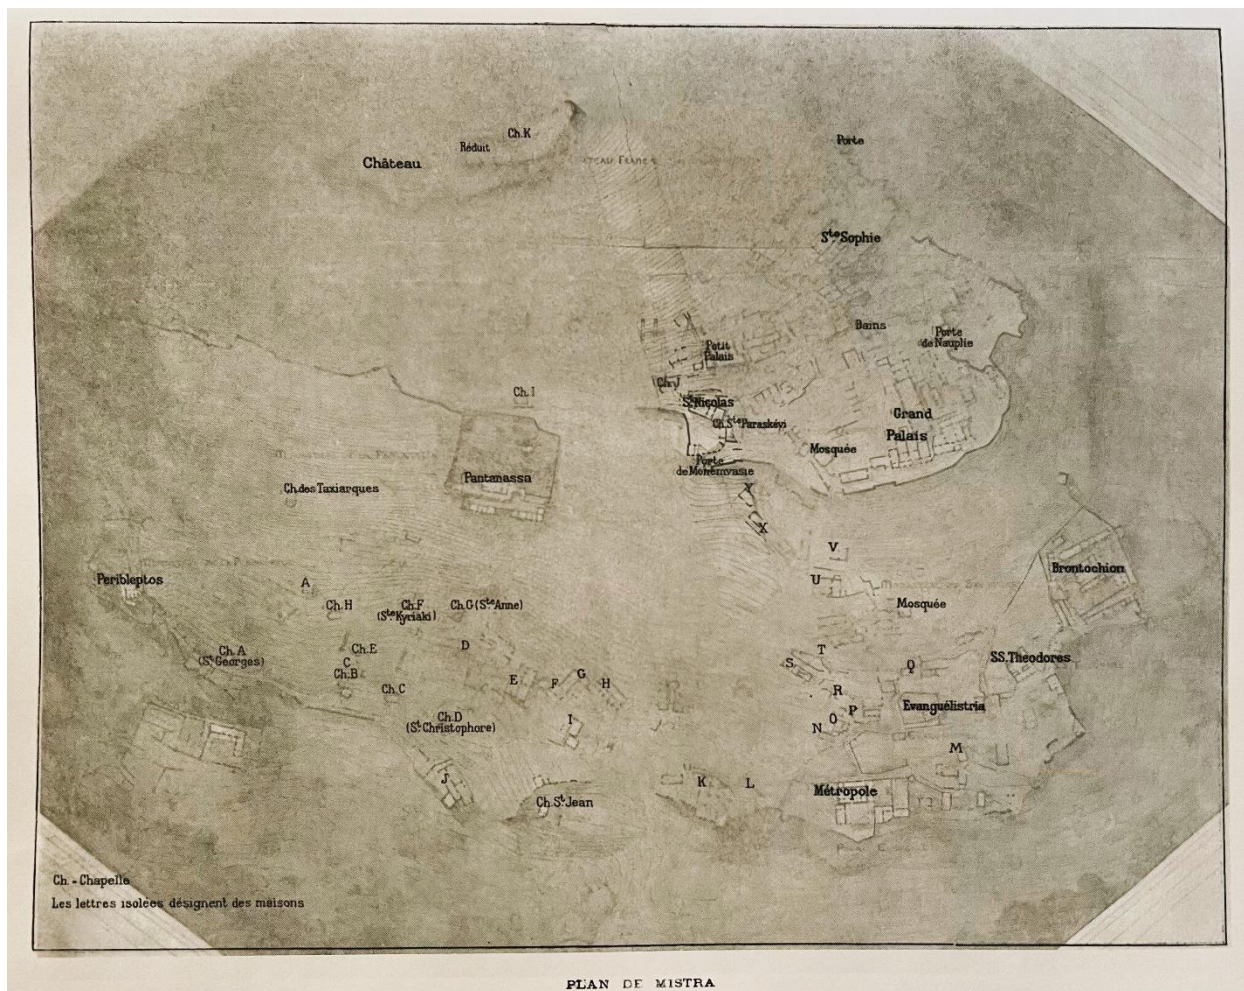 Ch.K
Réduit
Château
Porte
Ste Sophie
Bains
Porte
de Nauplie
Petit
Palais
Ch.J
Ch. I
St Nicolas
Ch. Ste Paraskévi
Grand
Palais
Mosquée
Porte
de Monemvasie
Pantanassa
Ch. des Taxiarques
Y
X
V
U
Brontochion
Peribleptos
A
Ch.H
Ch.F
(Ste Kyriaki)
Ch.G (Ste Anne)
Mosquée
Ch.A
(St Georges)
Ch.E
C
Ch.B
Ch.C
D
E
F
G
H
S
T
SS. Théodores
Q
R
Evanguélistria
P
O
N
Ch.D
(St Christophore)
I
M
J
K
L
Métropole
Ch. St Jean
Ch. - Chapelle
Les lettres isolées désignent des maisons
PLAN DE MISTRA